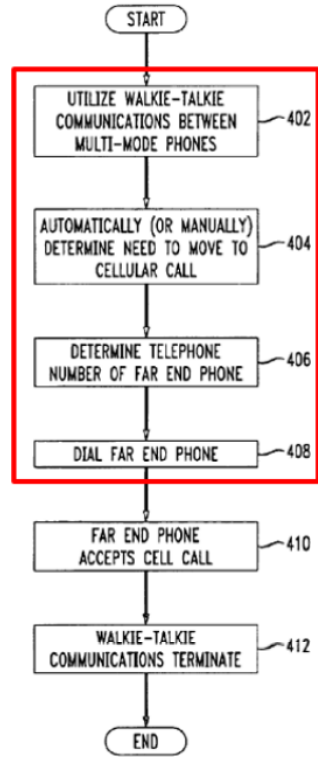 START
UTILIZE WALKIE-TALKIE
COMMUNICATIONS BETWEEN
MULTI-MODE PHONES
402
AUTOMATICALLY (OR MANUALLY)
DETERMINE NEED TO MOVE TO
CELLULAR CALL
404
DETERMINE TELEPHONE
NUMBER OF FAR END PHONE
406
DIAL FAR END PHONE
408
FAR END PHONE
ACCEPTS CELL CALL
410
WALKIE-TALKIE
COMMUNICATIONS TERMINATE
412
END